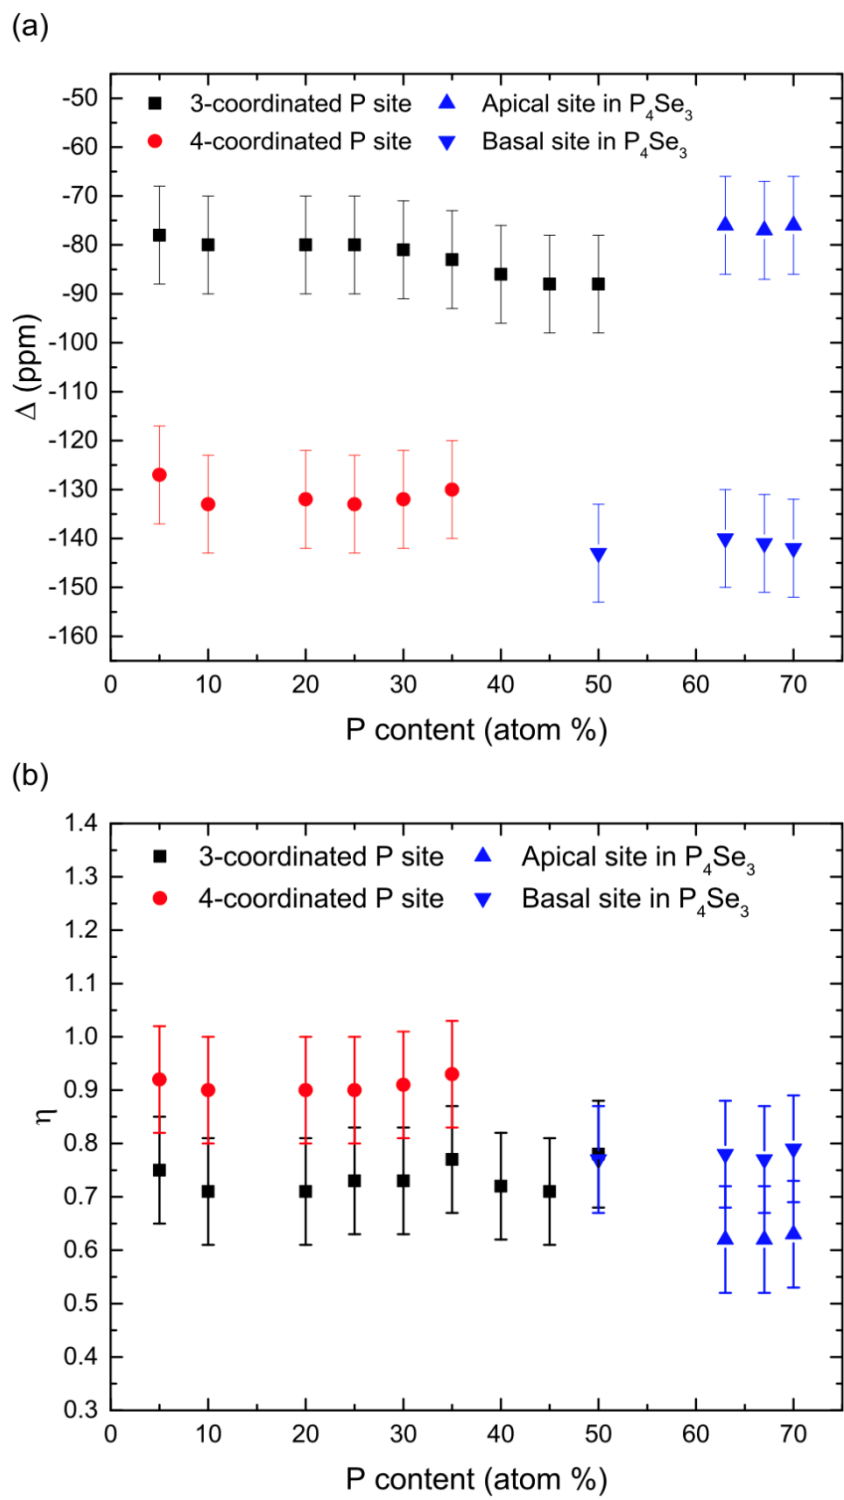 (a)
3-coordinated P site Apical site in P₄Se₃
4-coordinated P site Basal site in P₄Se₃
-50
-60
-70
-80
-90
-100
-110
-120
-130
-140
-150
-160
Δ (ppm)
0 10 20 30 40 50 60 70
P content (atom %)
(b)
3-coordinated P site Apical site in P₄Se₃
4-coordinated P site Basal site in P₄Se₃
1.4
1.3
1.2
1.1
1.0
0.9
0.8
0.7
0.6
0.5
0.4
0.3
η
0 10 20 30 40 50 60 70
P content (atom %)